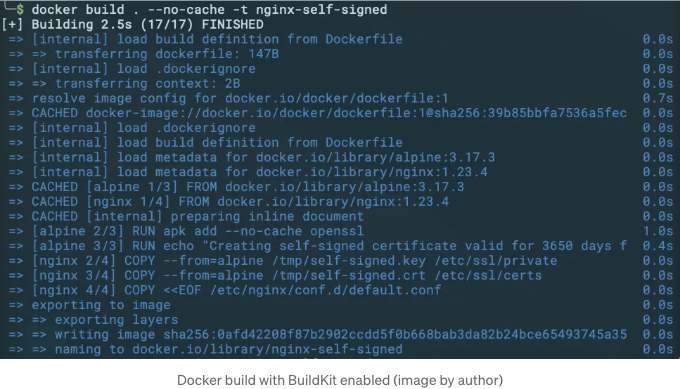 $ docker build . --no-cache -t nginx-self-signed
[+] Building 2.5s (17/17) FINISHED
=> [internal] load build definition from Dockerfile 0.0s
=> => transferring dockerfile: 147B 0.0s
=> [internal] load .dockerignore 0.0s
=> => transferring context: 2B 0.0s
=> resolve image config for docker.io/docker/dockerfile:1 0.7s
=> CACHED docker-image://docker.io/docker/dockerfile:1@sha256:39b85bbfa7536a5fec 0.0s
=> [internal] load .dockerignore 0.0s
=> [internal] load build definition from Dockerfile 0.0s
=> [internal] load metadata for docker.io/library/alpine:3.17.3 0.0s
=> [internal] load metadata for docker.io/library/nginx:1.23.4 0.0s
=> CACHED [alpine 1/3] FROM docker.io/library/alpine:3.17.3 0.0s
=> CACHED [nginx 1/4] FROM docker.io/library/nginx:1.23.4 0.0s
=> CACHED [internal] preparing inline document 0.0s
=> [alpine 2/3] RUN apk add --no-cache openssl 1.0s
=> [alpine 3/3] RUN echo "Creating self-signed certificate valid for 3650 days f 0.4s
=> [nginx 2/4] COPY --from=alpine /tmp/self-signed.key /etc/ssl/private 0.0s
=> [nginx 3/4] COPY --from=alpine /tmp/self-signed.crt /etc/ssl/certs 0.0s
=> [nginx 4/4] COPY <<EOF /etc/nginx/conf.d/default.conf 0.0s
=> exporting to image 0.0s
=> => exporting layers 0.0s
=> => writing image sha256:0afd42208f87b2902ccdd5f0b668bab3da82b24bce65493745a35 0.0s
=> => naming to docker.io/library/nginx-self-signed 0.0s
Docker build with BuildKit enabled (image by author)